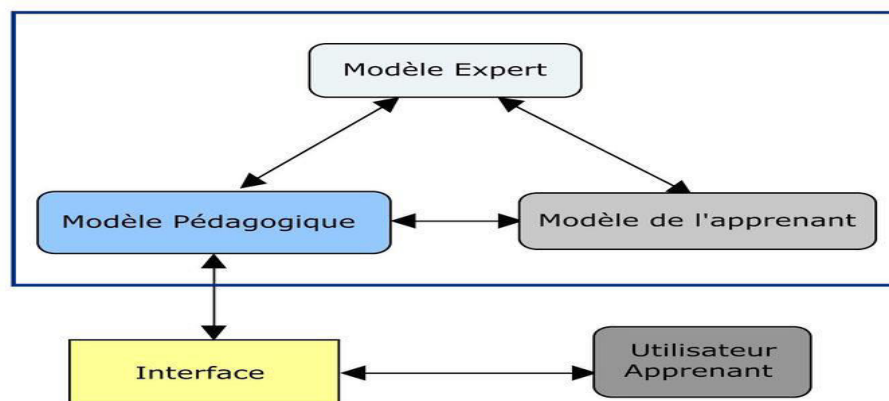 Modèle Expert
Modèle Pédagogique
Modèle de l'apprenant
Interface
Utilisateur
Apprenant